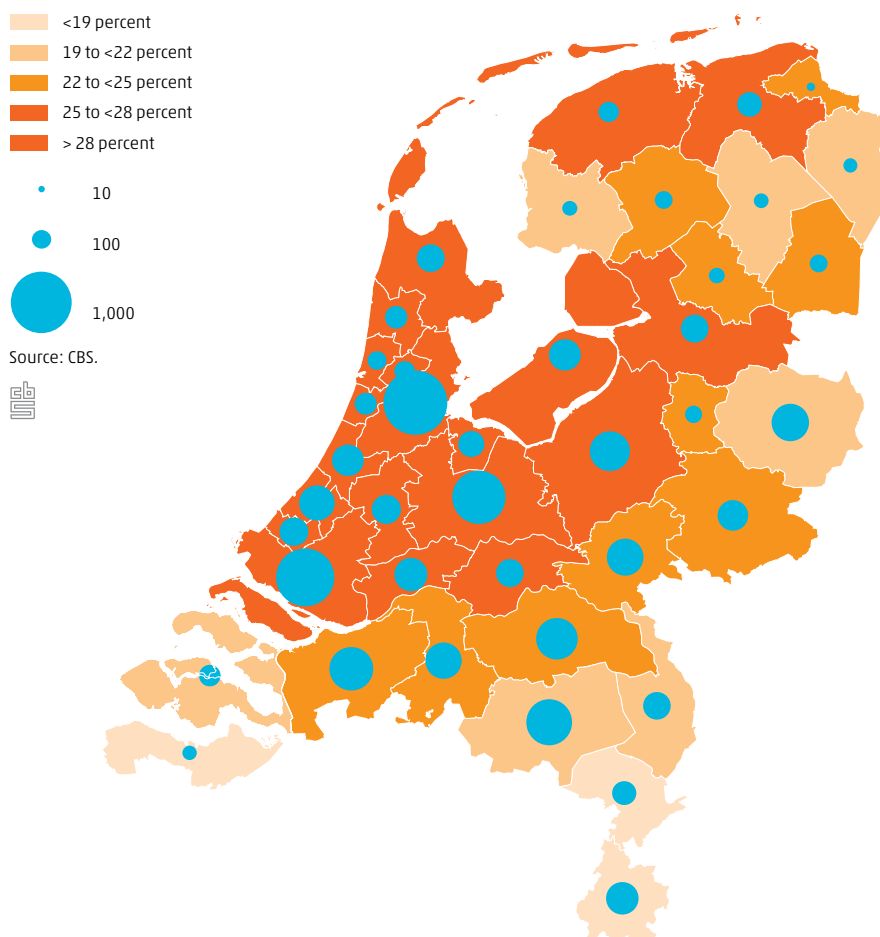 <19 percent
19 to <22 percent
22 to <25 percent
25 to <28 percent
> 28 percent
10
100
1,000
Source: CBS.
cbs